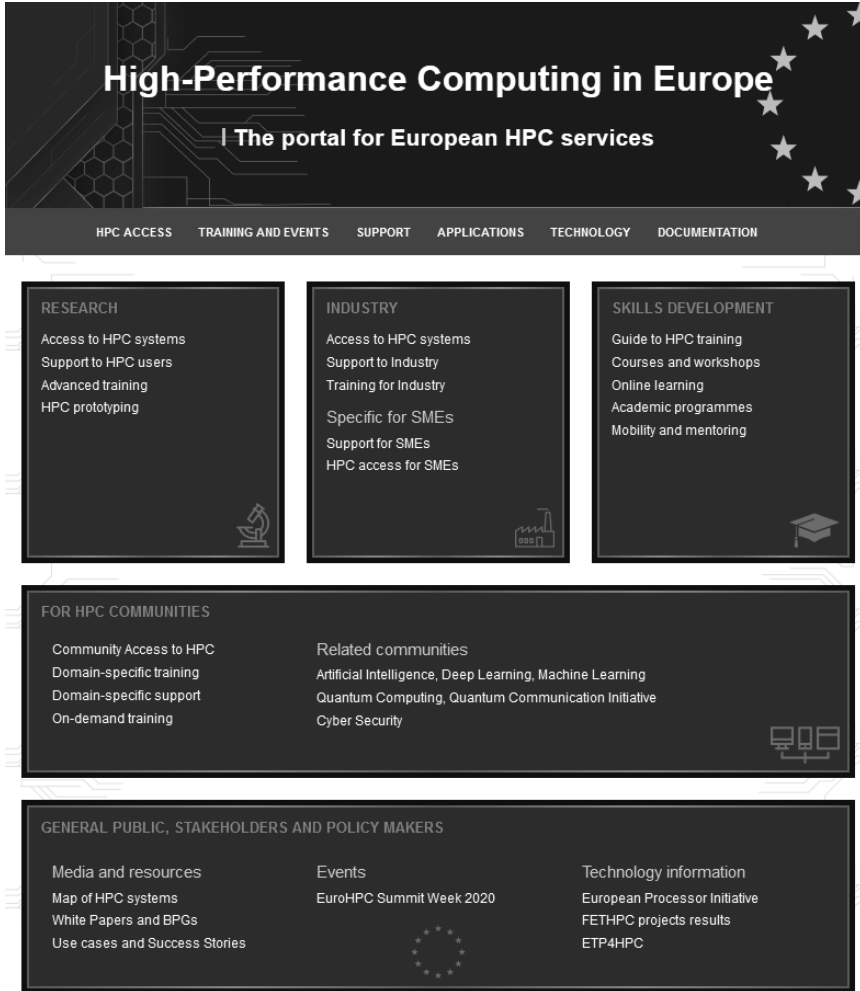 High-Performance Computing in Europe
| The portal for European HPC services
HPC ACCESS TRAINING AND EVENTS SUPPORT APPLICATIONS TECHNOLOGY DOCUMENTATION
RESEARCH
Access to HPC systems
Support to HPC users
Advanced training
HPC prototyping
INDUSTRY
Access to HPC systems
Support to Industry
Training for Industry
Specific for SMEs
Support for SMEs
HPC access for SMEs
SKILLS DEVELOPMENT
Guide to HPC training
Courses and workshops
Online learning
Academic programmes
Mobility and mentoring
FOR HPC COMMUNITIES
Community Access to HPC
Domain-specific training
Domain-specific support
On-demand training
Related communities
Artificial Intelligence, Deep Learning, Machine Learning
Quantum Computing, Quantum Communication Initiative
Cyber Security
GENERAL PUBLIC, STAKEHOLDERS AND POLICY MAKERS
Media and resources
Map of HPC systems
White Papers and BPGs
Use cases and Success Stories
Events
EuroHPC Summit Week 2020
Technology information
European Processor Initiative
FETHPC projects results
ETP4HPC